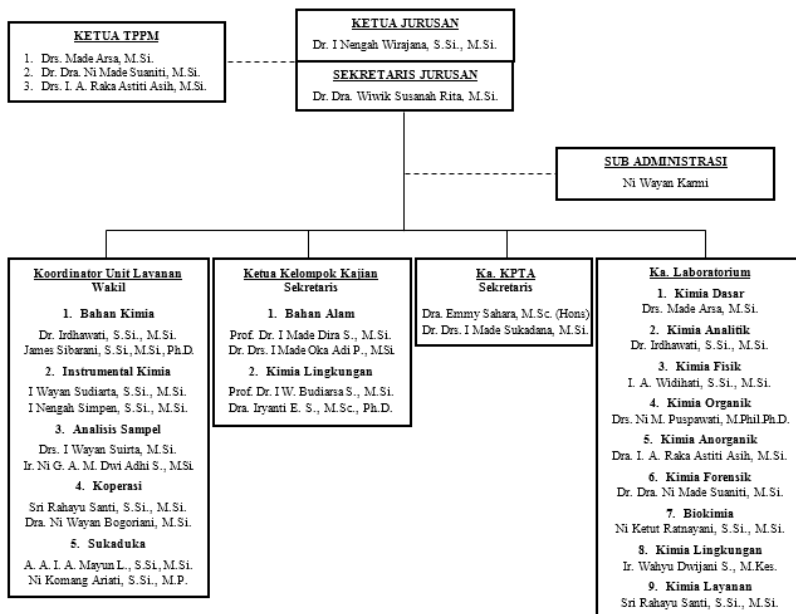 KETUA TPPM
1. Drs. Made Arsa, M.Si.
2. Dr. Dra. Ni Made Suaniti, M.Si.
3. Drs. I. A. Raka Astiti Asih, M.Si.
KETUA JURUSAN
Dr. I Nengah Wirajana, S.Si., M.Si.
SEKRETARIS JURUSAN
Dr. Dra. Wiwik Susanah Rita, M.Si.
SUB ADMINISTRASI
Ni Wayan Karmi
Koordinator Unit Layanan
Wakil
1. Bahan Kimia
Dr. Irdhawati, S.Si., M.Si.
James Sibarani, S.Si., M.Si, Ph.D.
2. Instrumental Kimia
I Wayan Sudiarta, S.Si., M.Si.
I Nengah Simpen, S.Si., M.Si.
3. Analisis Sampel
Drs. I Wayan Suirta, M.Si.
Ir. Ni G. A. M. Dwi Adhi S., M.Si.
4. Koperasi
Sri Rahayu Santi, S.Si., M.Si.
Dra. Ni Wayan Bogoriani, M.Si.
5. Sukaduka
A. A. I. A. Mayun L., S.Si., M.Si.
Ni Komang Ariati, S.Si., M.P.
Ketua Kelompok Kajian
Sekretaris
1. Bahan Alam
Prof. Dr. I Made Dira S., M.Si.
Dr. Drs. I Made Oka Adi P., M.Si.
2. Kimia Lingkungan
Prof. Dr. I W. Budiarsa S., M.Si.
Dra. Iryanti E. S., M.Sc., Ph.D.
Ka. KPTA
Sekretaris
Dra. Emmy Sahara, M.Sc. (Hons)
Dr. Drs. I Made Sukadana, M.Si.
Ka. Laboratorium
1. Kimia Dasar
Drs. Made Arsa, M.Si.
2. Kimia Analitik
Dr. Irdhawati, S.Si., M.Si.
3. Kimia Fisik
I. A. Widihati, S.Si., M.Si.
4. Kimia Organik
Drs. Ni M. Puspawati, M.Phil.Ph.D.
5. Kimia Anorganik
Dra. I. A. Raka Astiti Asih, M.Si.
6. Kimia Forensik
Dr. Dra. Ni Made Suaniti, M.Si.
7. Biokimia
Ni Ketut Ratnayani, S.Si., M.Si.
8. Kimia Lingkungan
Ir. Wahyu Dwijani S., M.Kes.
9. Kimia Layanan
Sri Rahayu Santi, S.Si., M.Si.